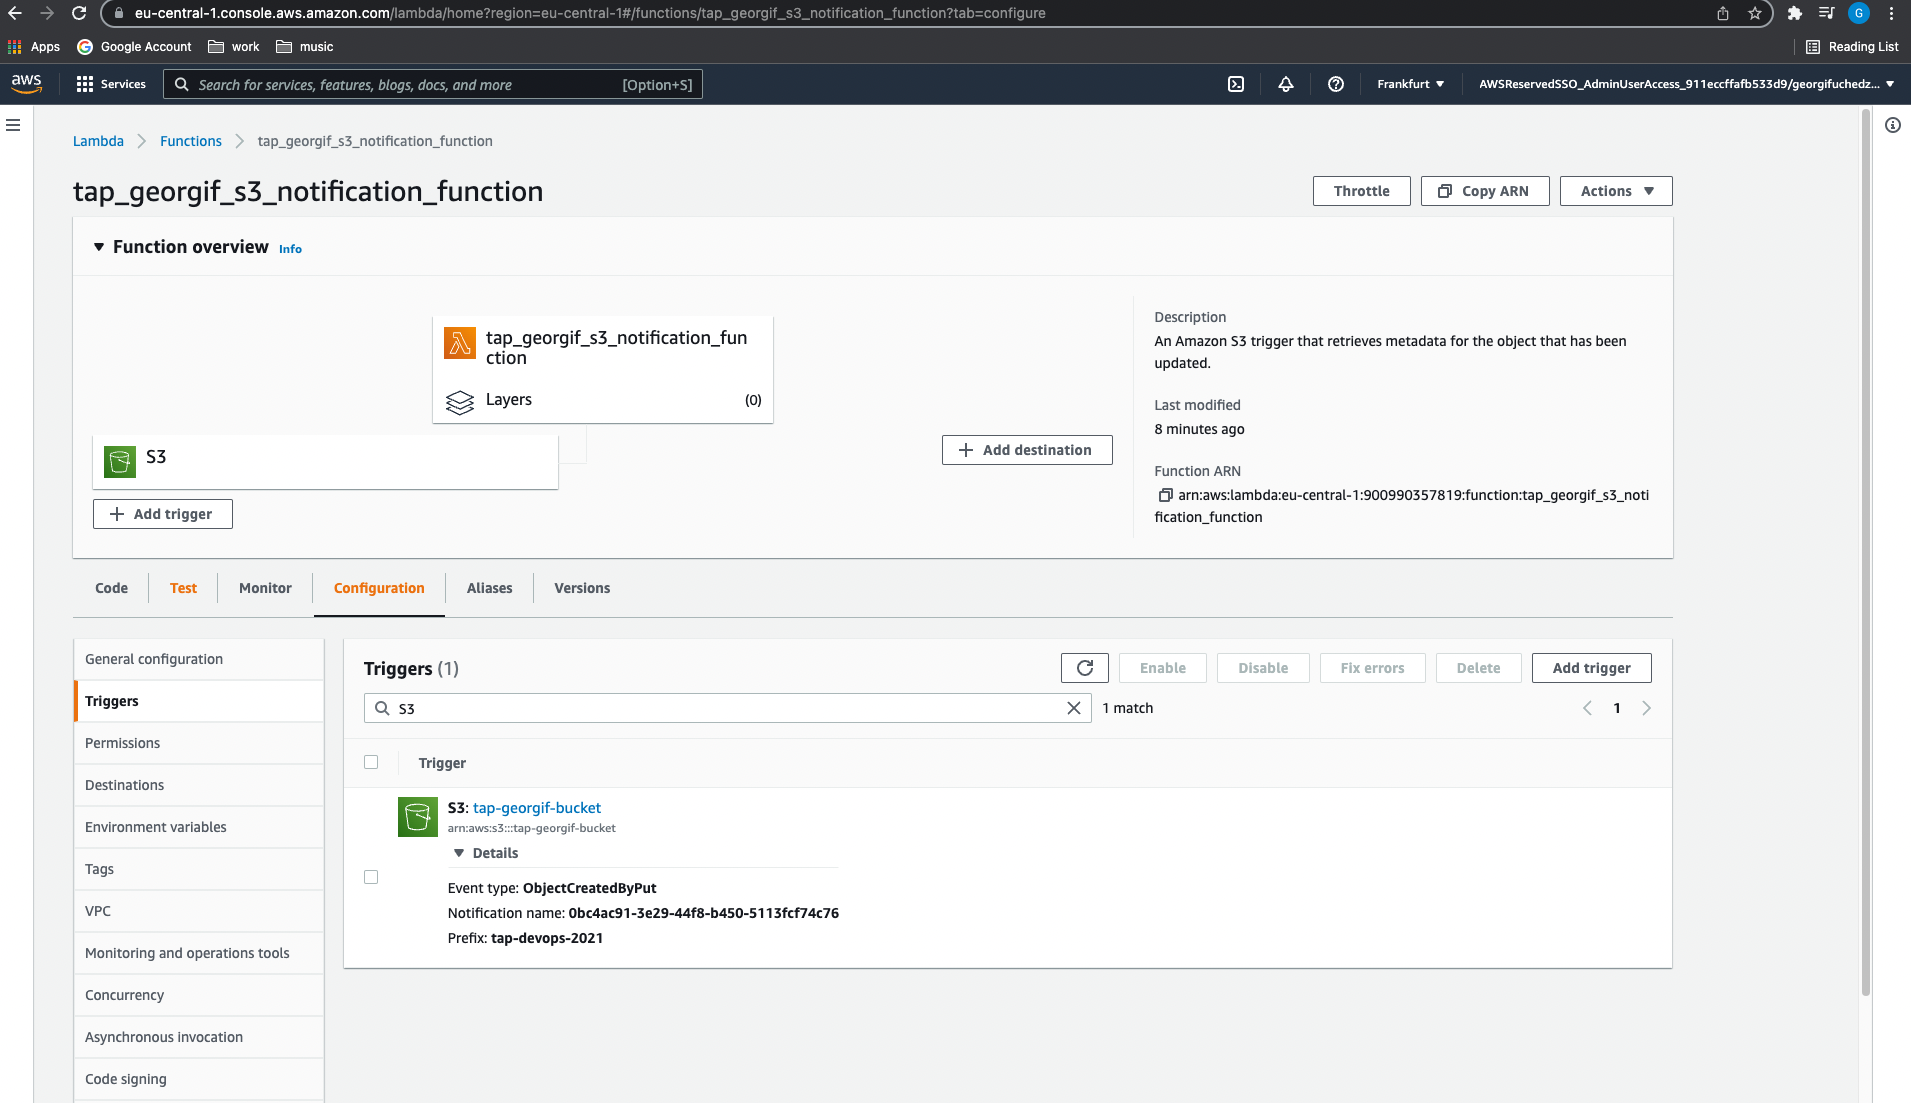 eu-central-1.console.aws.amazon.com/lambda/home?region=eu-central-1#/functions/tap_georgif_s3_notification_function?tab=configure
G
Apps Google Account work music Reading List
aws Services Search for services, features, blogs, docs, and more [Option+S] Frankfurt AWSReservedSSO_AdminUserAccess_911eccffafb533d9/georgifuchedz...
Lambda Functions tap_georgif_s3_notification_function
tap_georgif_s3_notification_function
Throttle Copy ARN Actions
Function overview Info
tap_georgif_s3_notification_fun
ction
Layers (0)
S3
Add trigger
Add destination
Description
An Amazon S3 trigger that retrieves metadata for the object that has been
updated.
Last modified
8 minutes ago
Function ARN
arn:aws:lambda:eu-central-1:900990357819:function:tap_georgif_s3_noti
fication_function
Code Test Monitor Configuration Aliases Versions
General configuration
Triggers
Permissions
Destinations
Environment variables
Tags
VPC
Monitoring and operations tools
Concurrency
Asynchronous invocation
Code signing
Triggers (1)
Enable Disable Fix errors Delete Add trigger
S3 1 match 1
Trigger
S3: tap-georgif-bucket
arn:aws:s3:::tap-georgif-bucket
Details
Event type: ObjectCreatedByPut
Notification name: 0bc4ac91-3e29-44f8-b450-5113fcf74c76
Prefix: tap-devops-2021